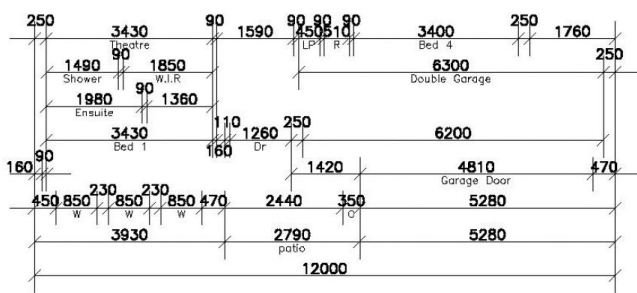 250 3430 90 1590 90 450 90 510 90 3400 250 1760
Theatre LP R Bed 4
1490 90 1850 6300 250
Shower W.I.R Double Garage
1980 90 1360
Ensuite
3430 160 110 1260 250 6200
Bed 1 Dr
160 90 1420 4810 470
Garage Door
450 850 230 850 230 850 470 2440 350 5280
W W W C
3930 2790 5280
patio
12000